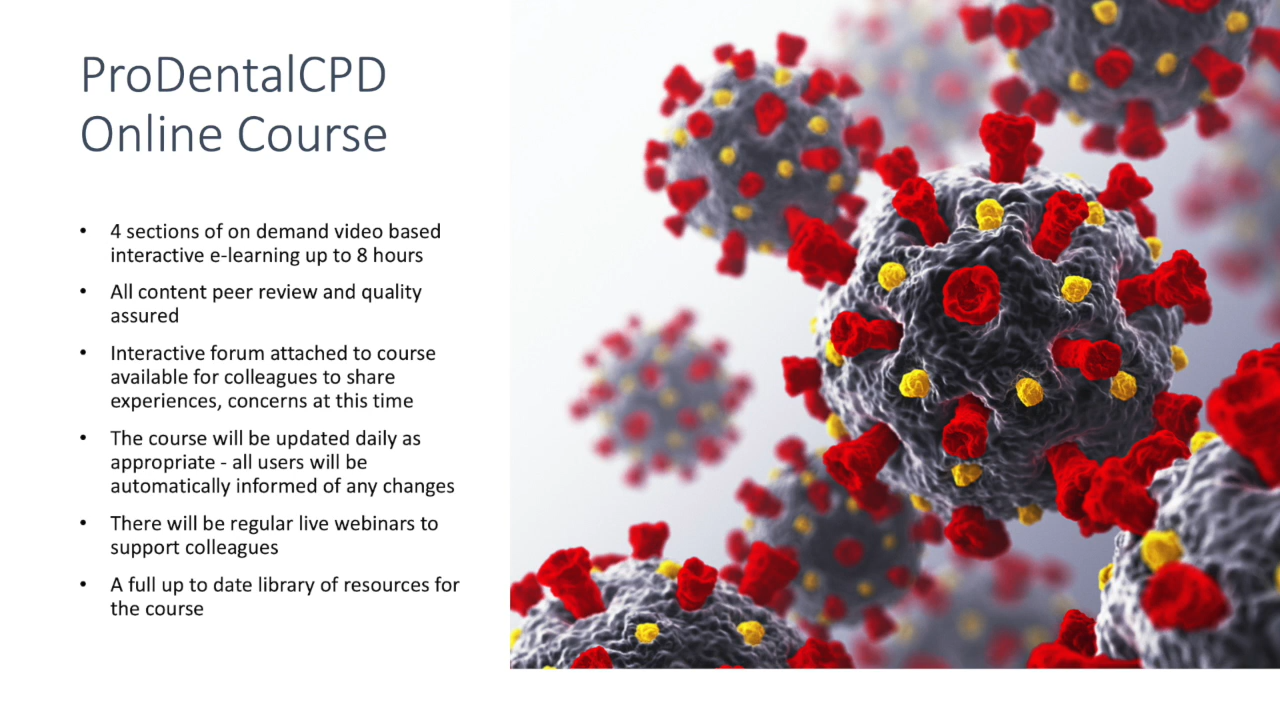 ProDentalCPD
Online Course
• 4 sections of on demand video based
interactive e-learning up to 8 hours
• All content peer review and quality
assured
• Interactive forum attached to course
available for colleagues to share
experiences, concerns at this time
• The course will be updated daily as
appropriate - all users will be
automatically informed of any changes
• There will be regular live webinars to
support colleagues
• A full up to date library of resources for
the course